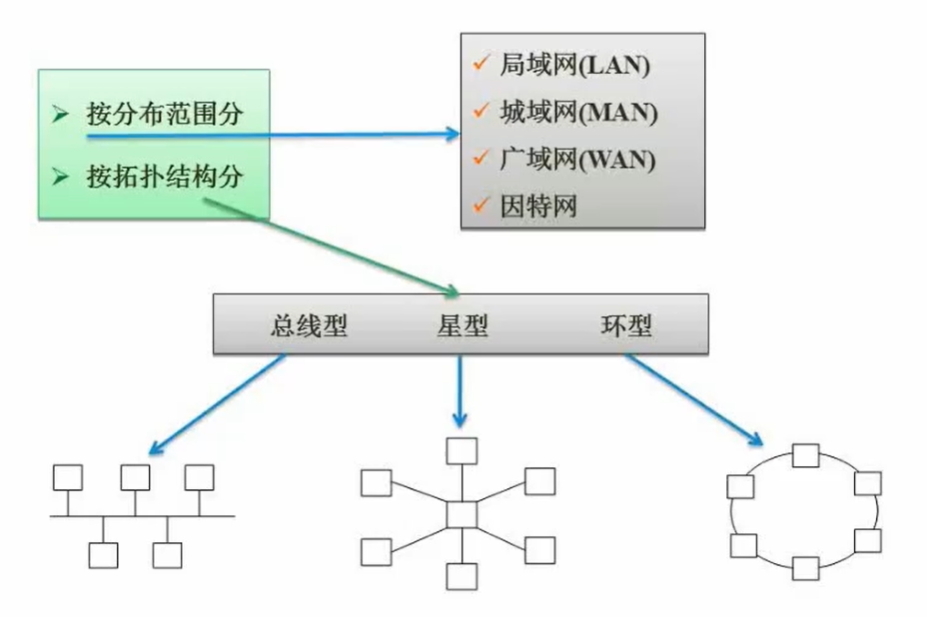 按分布范围分
按拓扑结构分
局域网(LAN)
城域网(MAN)
广域网(WAN)
因特网
总线型 星型 环型